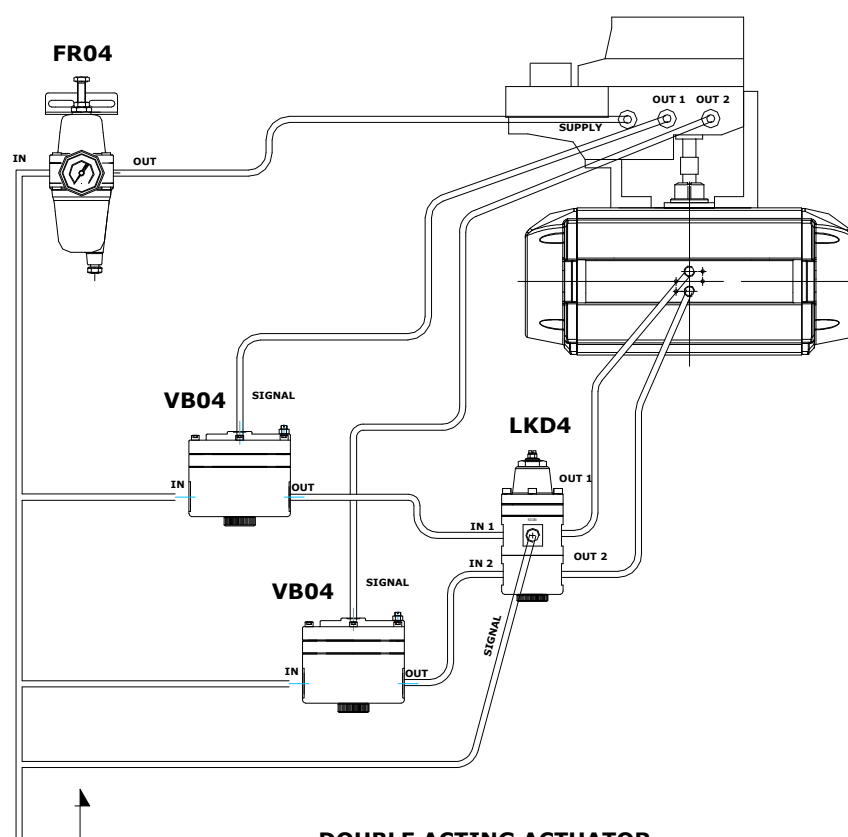 FR04
OUT 1 OUT 2
SUPPLY
IN
OUT
VB04
SIGNAL
LKD4
OUT 1
IN
OUT
IN 1
OUT 2
IN 2
SIGNAL
VB04
SIGNAL
IN
OUT
DOUBLE ACTING ACTUATOR